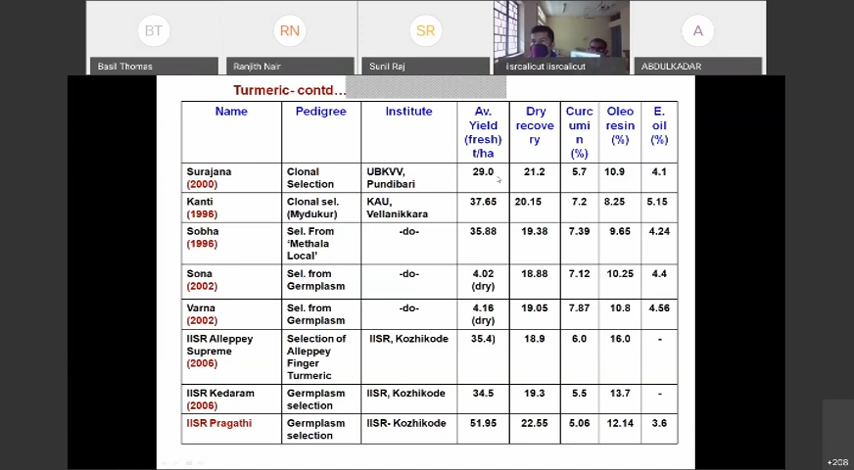 BT
RN
SR
A
Basil Thomas
Ranjith Nair
Sunil Raj
iisrcalicut iisrcalicut
ABDULKADAR
Turmeric- contd…
Name Pedigree Institute Av. Yield (fresh) t/ha Dry recove ry Curc umi n (%) Oleo resin (%) E. oil (%)
Surajana (2000) Clonal Selection UBKVV, Pundibari 29.0 21.2 5.7 10.9 4.1
Kanti (1996) Clonal sel. (Mydukur) KAU, Vellanikkara 37.65 20.15 7.2 8.25 5.15
Sobha (1996) Sel. From ‘Methala Local’ -do- 35.88 19.38 7.39 9.65 4.24
Sona (2002) Sel. from Germplasm -do- 4.02 (dry) 18.88 7.12 10.25 4.4
Varna (2002) Sel. from Germplasm -do- 4.16 (dry) 19.05 7.87 10.8 4.56
IISR Alleppey Supreme (2006) Selection of Alleppey Finger Turmeric IISR, Kozhikode 35.4) 18.9 6.0 16.0 -
IISR Kedaram (2006) Germplasm selection IISR, Kozhikode 34.5 19.3 5.5 13.7 -
IISR Pragathi Germplasm selection IISR- Kozhikode 51.95 22.55 5.06 12.14 3.6
+208